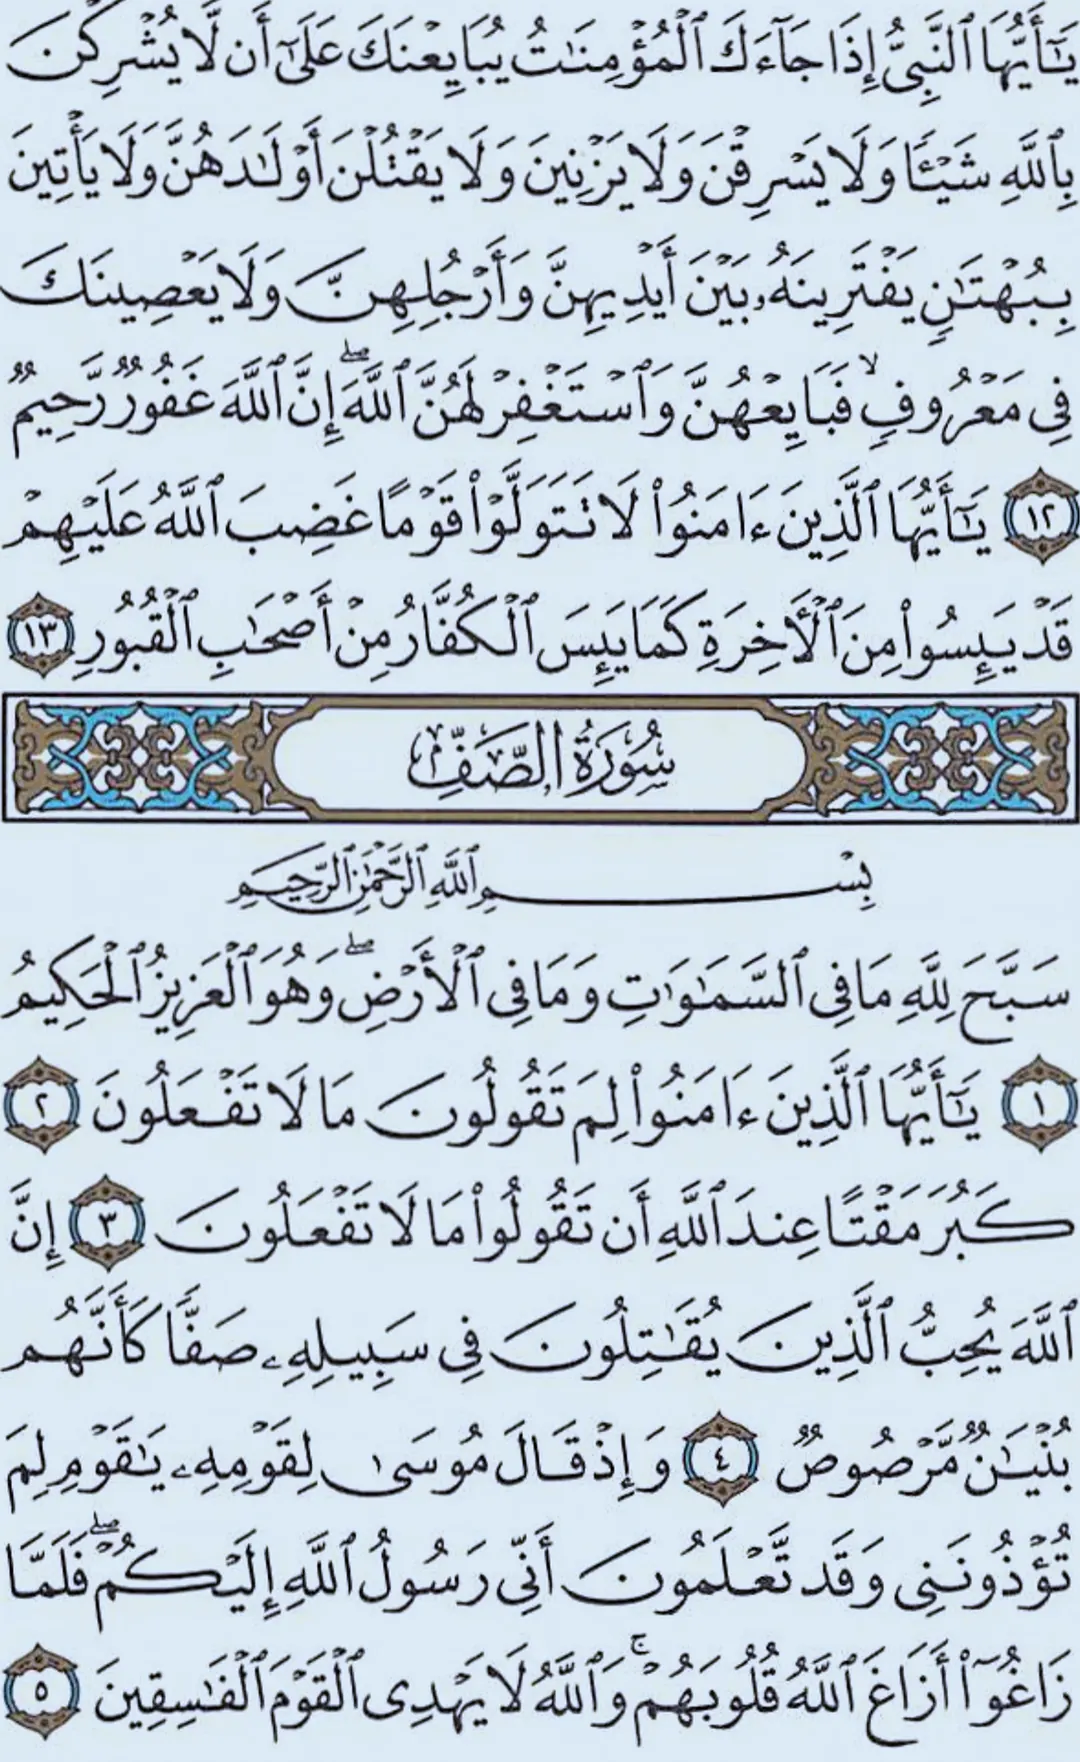 يَٰٓأَيُّهَا ٱلنَّبِيُّ إِذَا جَآءَكَ ٱلْمُؤْمِنَٰتُ يُبَايِعْنَكَ عَلَىٰٓ أَن لَّا يُشْرِكْنَ
بِٱللَّهِ شَيْـًٔا وَلَا يَسْرِقْنَ وَلَا يَزْنِينَ وَلَا يَقْتُلْنَ أَوْلَٰدَهُنَّ وَلَا يَأْتِينَ
بِبُهْتَٰنٍ يَفْتَرِينَهُۥ بَيْنَ أَيْدِيهِنَّ وَأَرْجُلِهِنَّ وَلَا يَعْصِينَكَ
فِى مَعْرُوفٍ ۙ فَبَايِعْهُنَّ وَٱسْتَغْفِرْ لَهُنَّ ٱللَّهَ ۖ إِنَّ ٱللَّهَ غَفُورٌ رَّحِيمٌ
١٢ يَٰٓأَيُّهَا ٱلَّذِينَ ءَامَنُوا۟ لَا تَتَوَلَّوْا۟ قَوْمًا غَضِبَ ٱللَّهُ عَلَيْهِمْ
قَدْ يَئِسُوا۟ مِنَ ٱلْأَخِرَةِ كَمَا يَئِسَ ٱلْكُفَّارُ مِنْ أَصْحَٰبِ ٱلْقُبُورِ ١٣
سُورَةُ الصَّفِّ
بِسْمِ ٱللَّهِ ٱلرَّحْمَٰنِ ٱلرَّحِيمِ
سَبَّحَ لِلَّهِ مَا فِى ٱلسَّمَٰوَٰتِ وَمَا فِى ٱلْأَرْضِ ۖ وَهُوَ ٱلْعَزِيزُ ٱلْحَكِيمُ
١ يَٰٓأَيُّهَا ٱلَّذِينَ ءَامَنُوا۟ لِمَ تَقُولُونَ مَا لَا تَفْعَلُونَ ٢
كَبُرَ مَقْتًا عِندَ ٱللَّهِ أَن تَقُولُوا۟ مَا لَا تَفْعَلُونَ ٣ إِنَّ
ٱللَّهَ يُحِبُّ ٱلَّذِينَ يُقَٰتِلُونَ فِى سَبِيلِهِۦ صَفًّا كَأَنَّهُم
بُنْيَٰنٌ مَّرْصُوصٌ ٤ وَإِذْ قَالَ مُوسَىٰ لِقَوْمِهِۦ يَٰقَوْمِ لِمَ
تُؤْذُونَنِى وَقَد تَّعْلَمُونَ أَنِّى رَسُولُ ٱللَّهِ إِلَيْكُمْ ۖ فَلَمَّا
زَاغُوٓا۟ أَزَاغَ ٱللَّهُ قُلُوبَهُمْ ۚ وَٱللَّهُ لَا يَهْدِى ٱلْقَوْمَ ٱلْفَٰسِقِينَ ٥